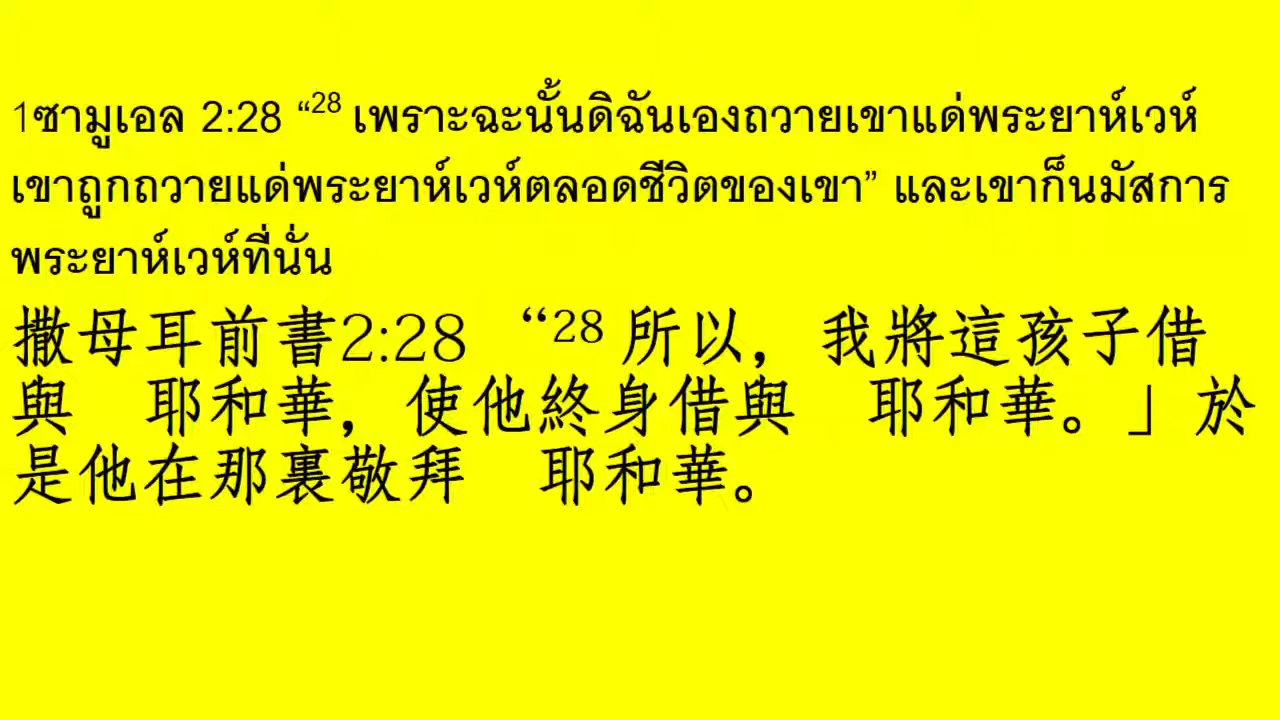 1ซามูเอล 2:28 “28 เพราะฉะนั้นดิฉันเองถวายเขาแด่พระยาห์เวห์
เขาถูกถวายแด่พระยาห์เวห์ตลอดชีวิตของเขา” และเขาก็นมัสการ
พระยาห์เวห์ที่นั่น
撒母耳前書2:28 “28 所以，我將這孩子借
與　耶和華，使他終身借與　耶和華。」於
是他在那裏敬拜　耶和華。